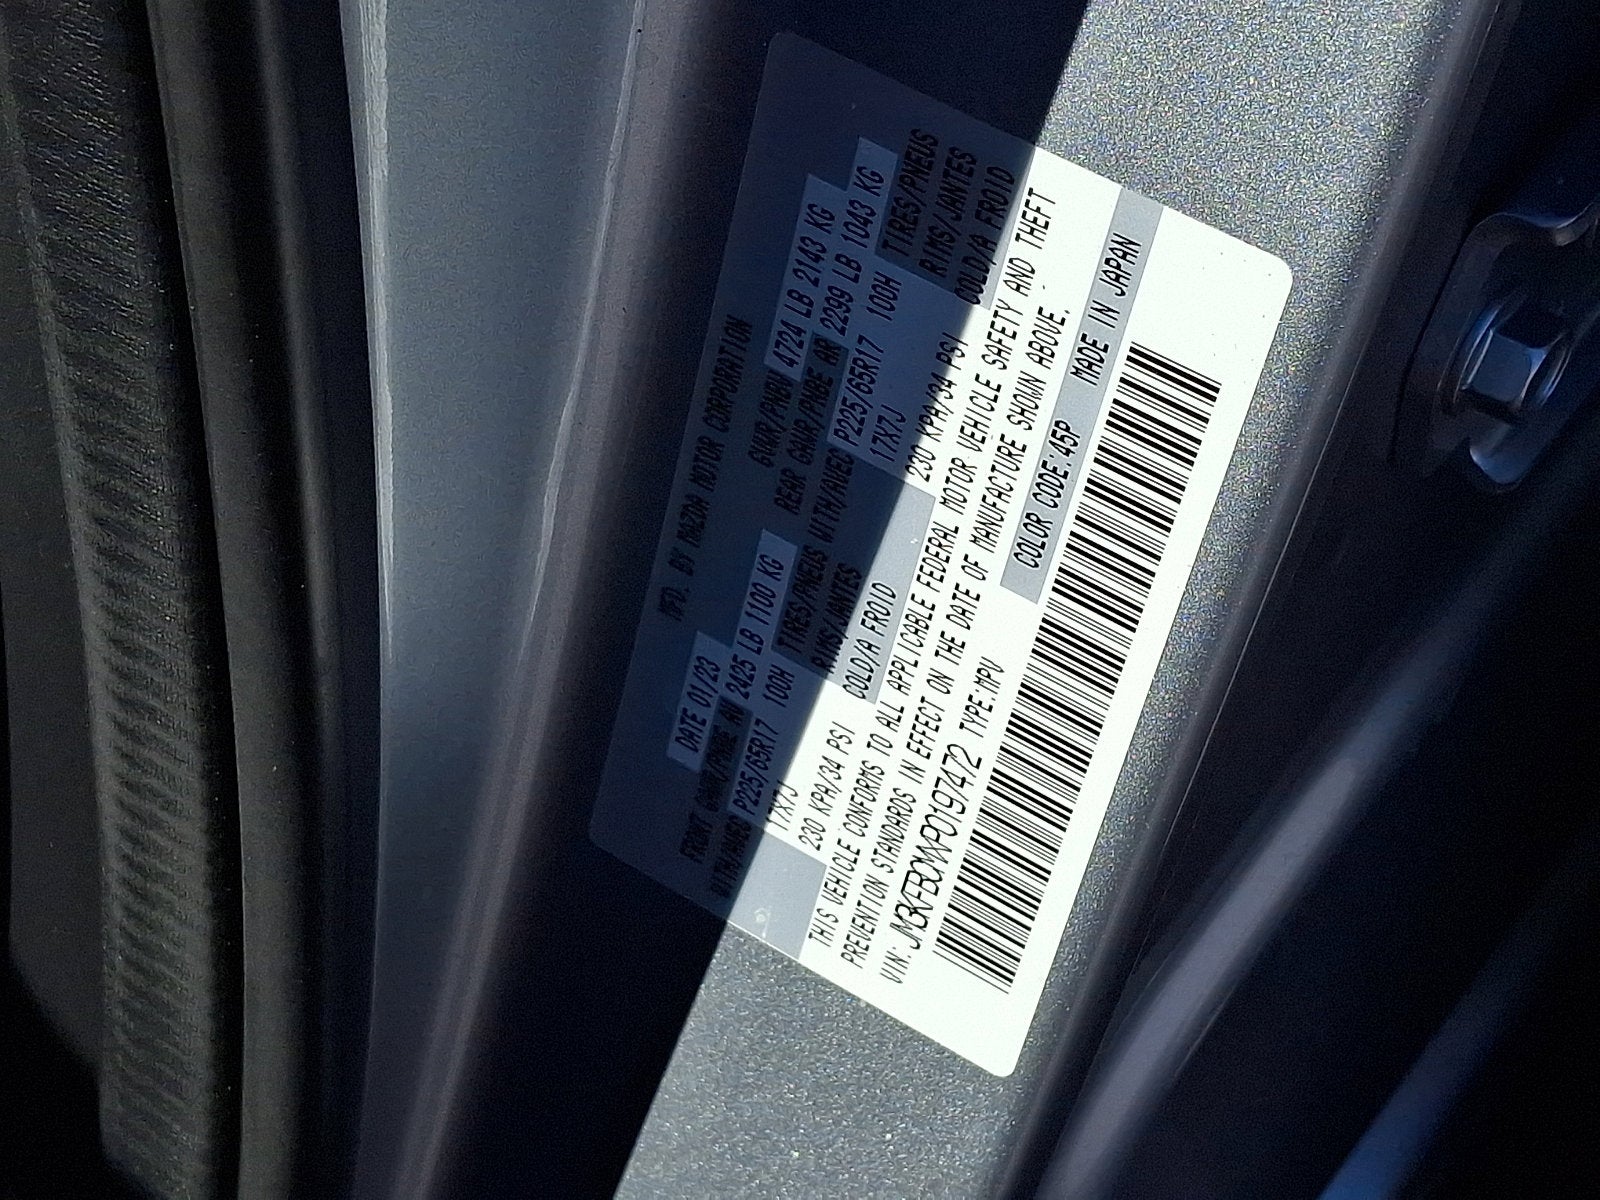 MFD. BY MAZDA MOTOR CORPORATION
DATE 01/23 GVWR/PNBV 4724 LB 2143 KG
FRONT GAWR/PNBE AV 2425 LB 1100 KG REAR GAWR/PNBE AR 2299 LB 1043 KG
WITH/AVEC P225/65R17 100H TIRES/PNEUS WITH/AVEC P225/65R17 100H TIRES/PNEUS
17X7J RIMS/JANTES 17X7J RIMS/JANTES
230 KPA/34 PSI COLD/A FROID 230 KPA/34 PSI COLD/A FROID
THIS VEHICLE CONFORMS TO ALL APPLICABLE FEDERAL MOTOR VEHICLE SAFETY AND THEFT
PREVENTION STANDARDS IN EFFECT ON THE DATE OF MANUFACTURE SHOWN ABOVE.
VIN: JM3KFBCMXP0197472 TYPE:MPV
COLOR CODE:45P MADE IN JAPAN